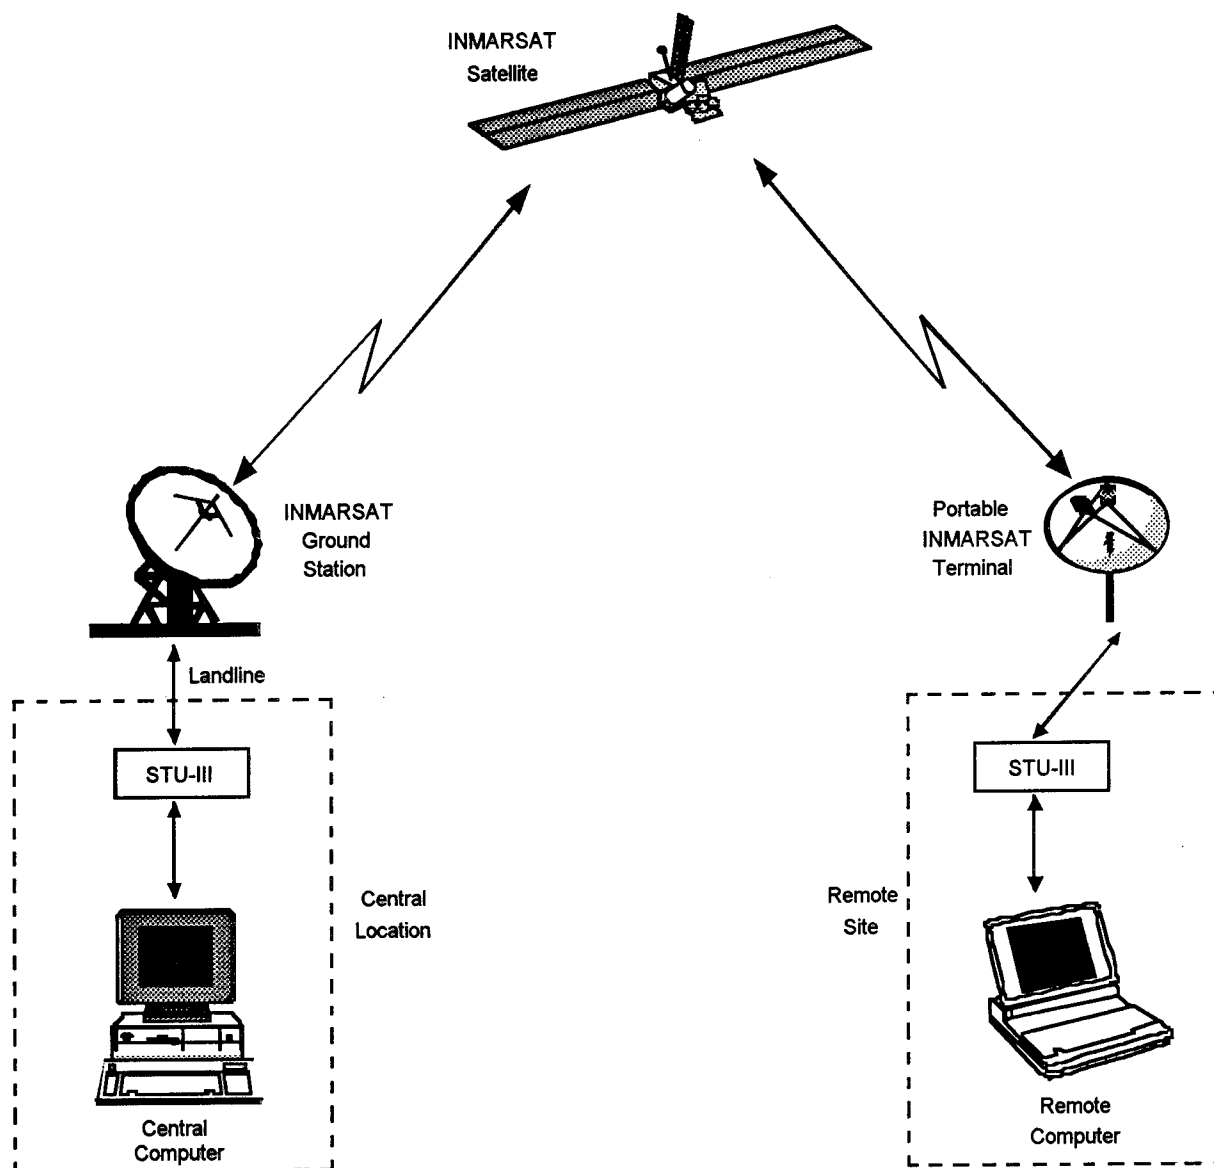 INMARSAT
Satellite
INMARSAT
Ground
Station
Portable
INMARSAT
Terminal
Landline
STU-III
STU-III
Central
Location
Remote
Site
Central
Computer
Remote
Computer